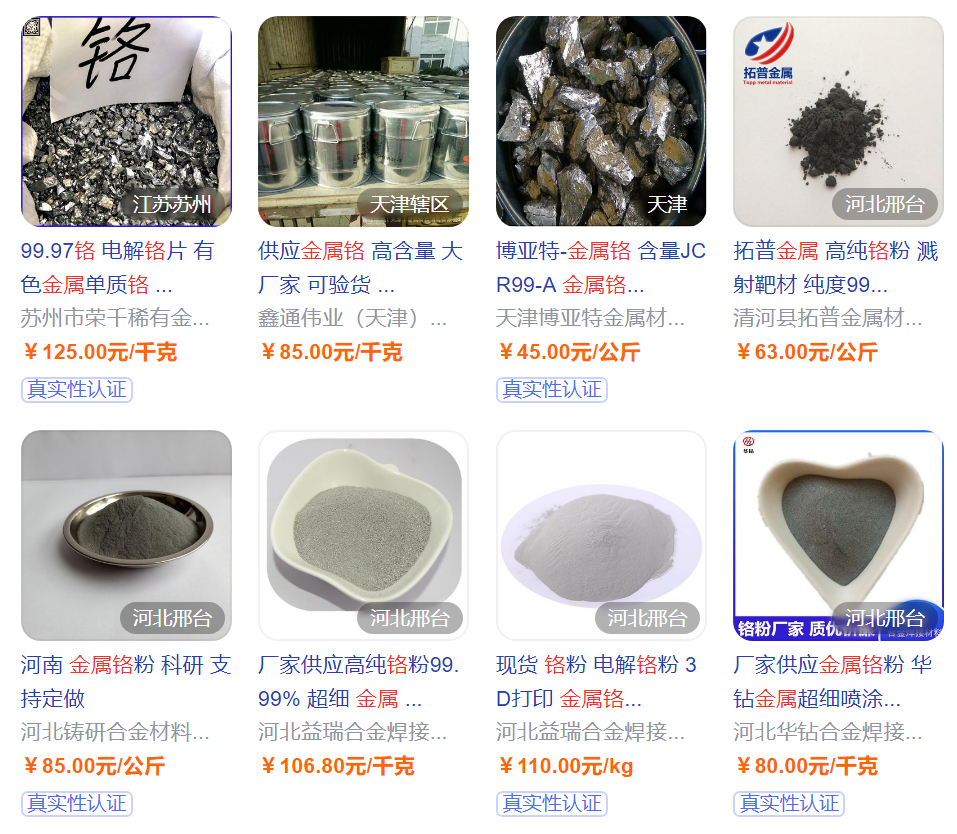 铬
江苏苏州
99.97铬 电解铬片 有
色金属单质铬 ...
苏州市荣千稀有金...
￥125.00元/千克
真实性认证
天津辖区
供应金属铬 高含量 大
厂家 可验货 ...
鑫通伟业（天津）...
￥85.00元/千克
天津
博亚特-金属铬 含量JC
R99-A 金属铬...
天津博亚特金属材...
￥45.00元/公斤
真实性认证
拓普金属
Topp metal material
河北邢台
拓普金属 高纯铬粉 溅
射靶材 纯度99...
清河县拓普金属材...
￥63.00元/公斤
河北邢台
河南 金属铬粉 科研 支
持定做
河北铸研合金材料...
￥85.00元/公斤
真实性认证
河北邢台
厂家供应高纯铬粉99.
99% 超细 金属 ...
河北益瑞合金焊接...
￥106.80元/千克
河北邢台
现货 铬粉 电解铬粉 3
D打印 金属铬...
河北益瑞合金焊接...
￥110.00元/kg
真实性认证
华钻
河北邢台
铬粉厂家 质优
厂家供应金属铬粉 华
钻金属超细喷涂...
河北华钻合金焊接...
￥80.00元/千克
真实性认证